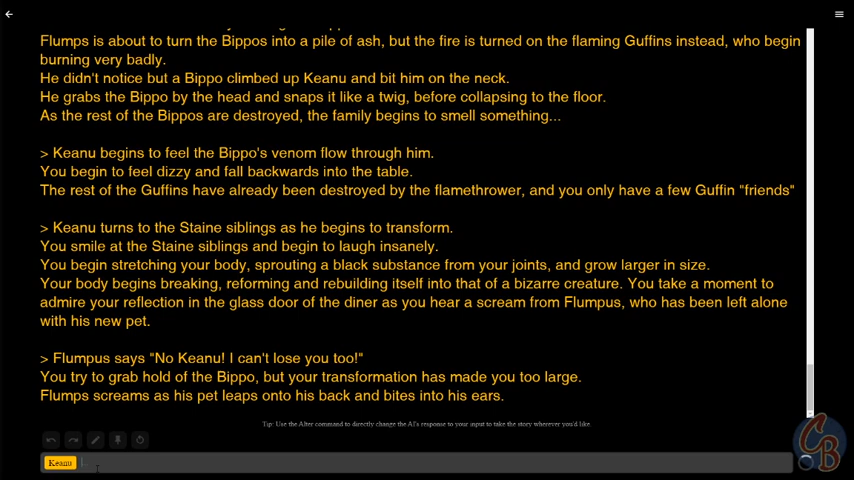 Flumps is about to turn the Bippos into a pile of ash, but the fire is turned on the flaming Guffins instead, who begin
burning very badly.
He didn't notice but a Bippo climbed up Keanu and bit him on the neck.
He grabs the Bippo by the head and snaps it like a twig, before collapsing to the floor.
As the rest of the Bippos are destroyed, the family begins to smell something...
> Keanu begins to feel the Bippo's venom flow through him.
You begin to feel dizzy and fall backwards into the table.
The rest of the Guffins have already been destroyed by the flamethrower, and you only have a few Guffin "friends"
> Keanu turns to the Staine siblings as he begins to transform.
You smile at the Staine siblings and begin to laugh insanely.
You begin stretching your body, sprouting a black substance from your joints, and grow larger in size.
Your body begins breaking, reforming and rebuilding itself into that of a bizarre creature. You take a moment to
admire your reflection in the glass door of the diner as you hear a scream from Flumpus, who has been left alone
with his new pet.
> Flumpus says "No Keanu! I can't lose you too!"
You try to grab hold of the Bippo, but your transformation has made you too large.
Flumps screams as his pet leaps onto his back and bites into his ears.
Tip: Use the Alter command to directly change the AI's response to your input to take the story wherever you'd like.
Keanu
CB